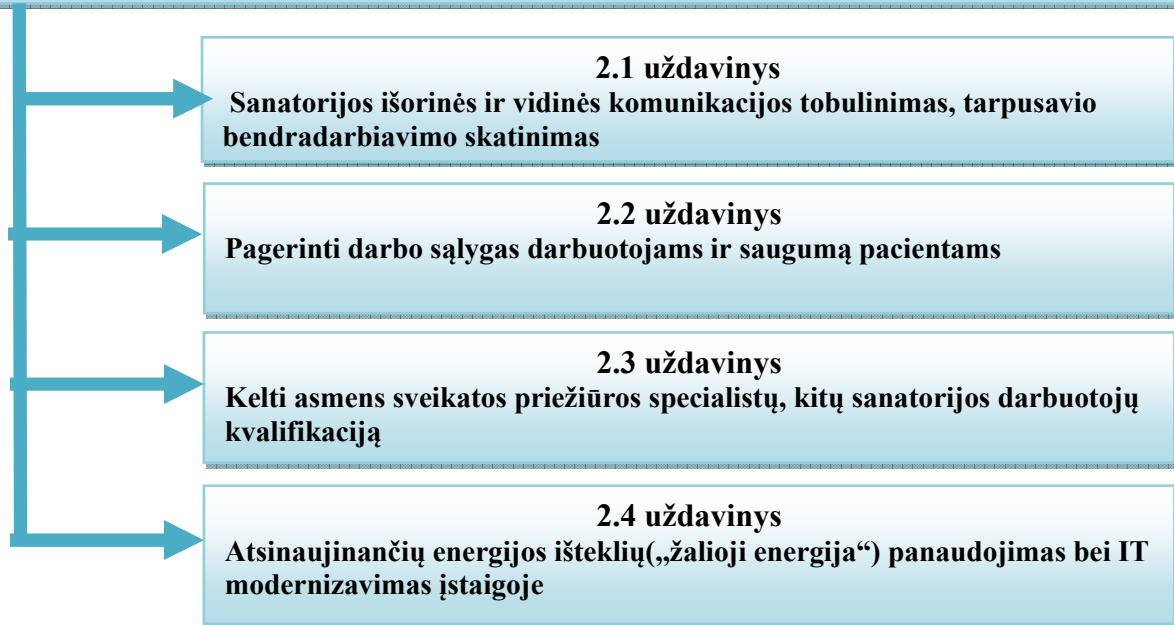 2.1 uždavinys
Sanatorijos išorinės ir vidinės komunikacijos tobulinimas, tarpusavio
bendradarbiavimo skatinimas
2.2 uždavinys
Pagerinti darbo sąlygas darbuotojams ir saugumą pacientams
2.3 uždavinys
Kelti asmens sveikatos priežiūros specialistų, kitų sanatorijos darbuotojų
kvalifikaciją
2.4 uždavinys
Atsinaujinančių energijos išteklių(„žalioji energija“) panaudojimas bei IT
modernizavimas įstaigoje